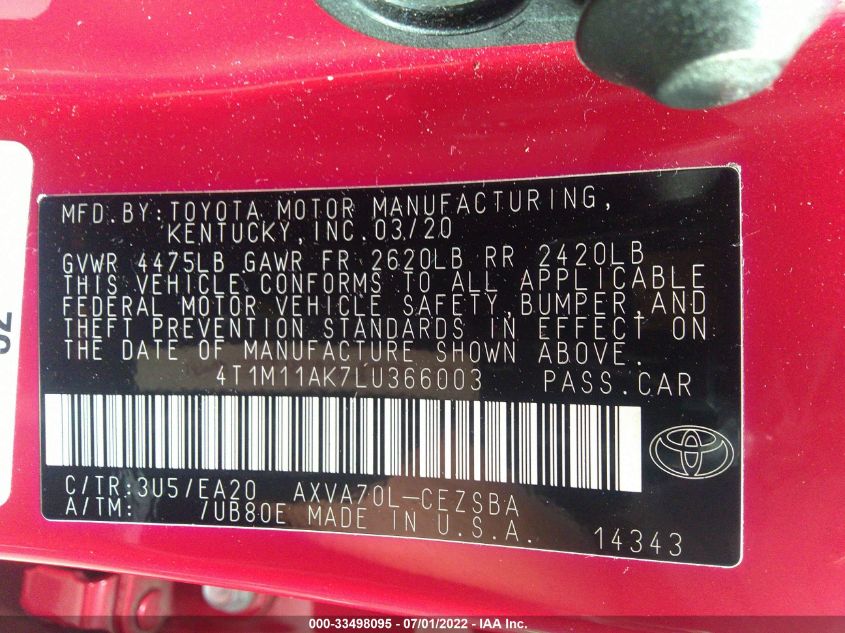 MFD.BY:TOYOTA MOTOR MANUFACTURING,
KENTUCKY,INC.03/20
GVWR 4475LB GAWR FR 2620LB RR 2420LB
THIS VEHICLE CONFORMS TO ALL APPLICABLE
FEDERAL MOTOR VEHICLE SAFETY,BUMPER,AND
THEFT PREVENTION STANDARDS IN EFFECT ON
THE DATE OF MANUFACTURE SHOWN ABOVE.
4T1M11AK7LU366003 PASS.CAR
C/TR:3U5/EA20 AXVA70L-CEZSBA
A/TM: /UB80E MADE IN U.S.A.
14343
000-33498095 - 07/01/2022 - IAA Inc.